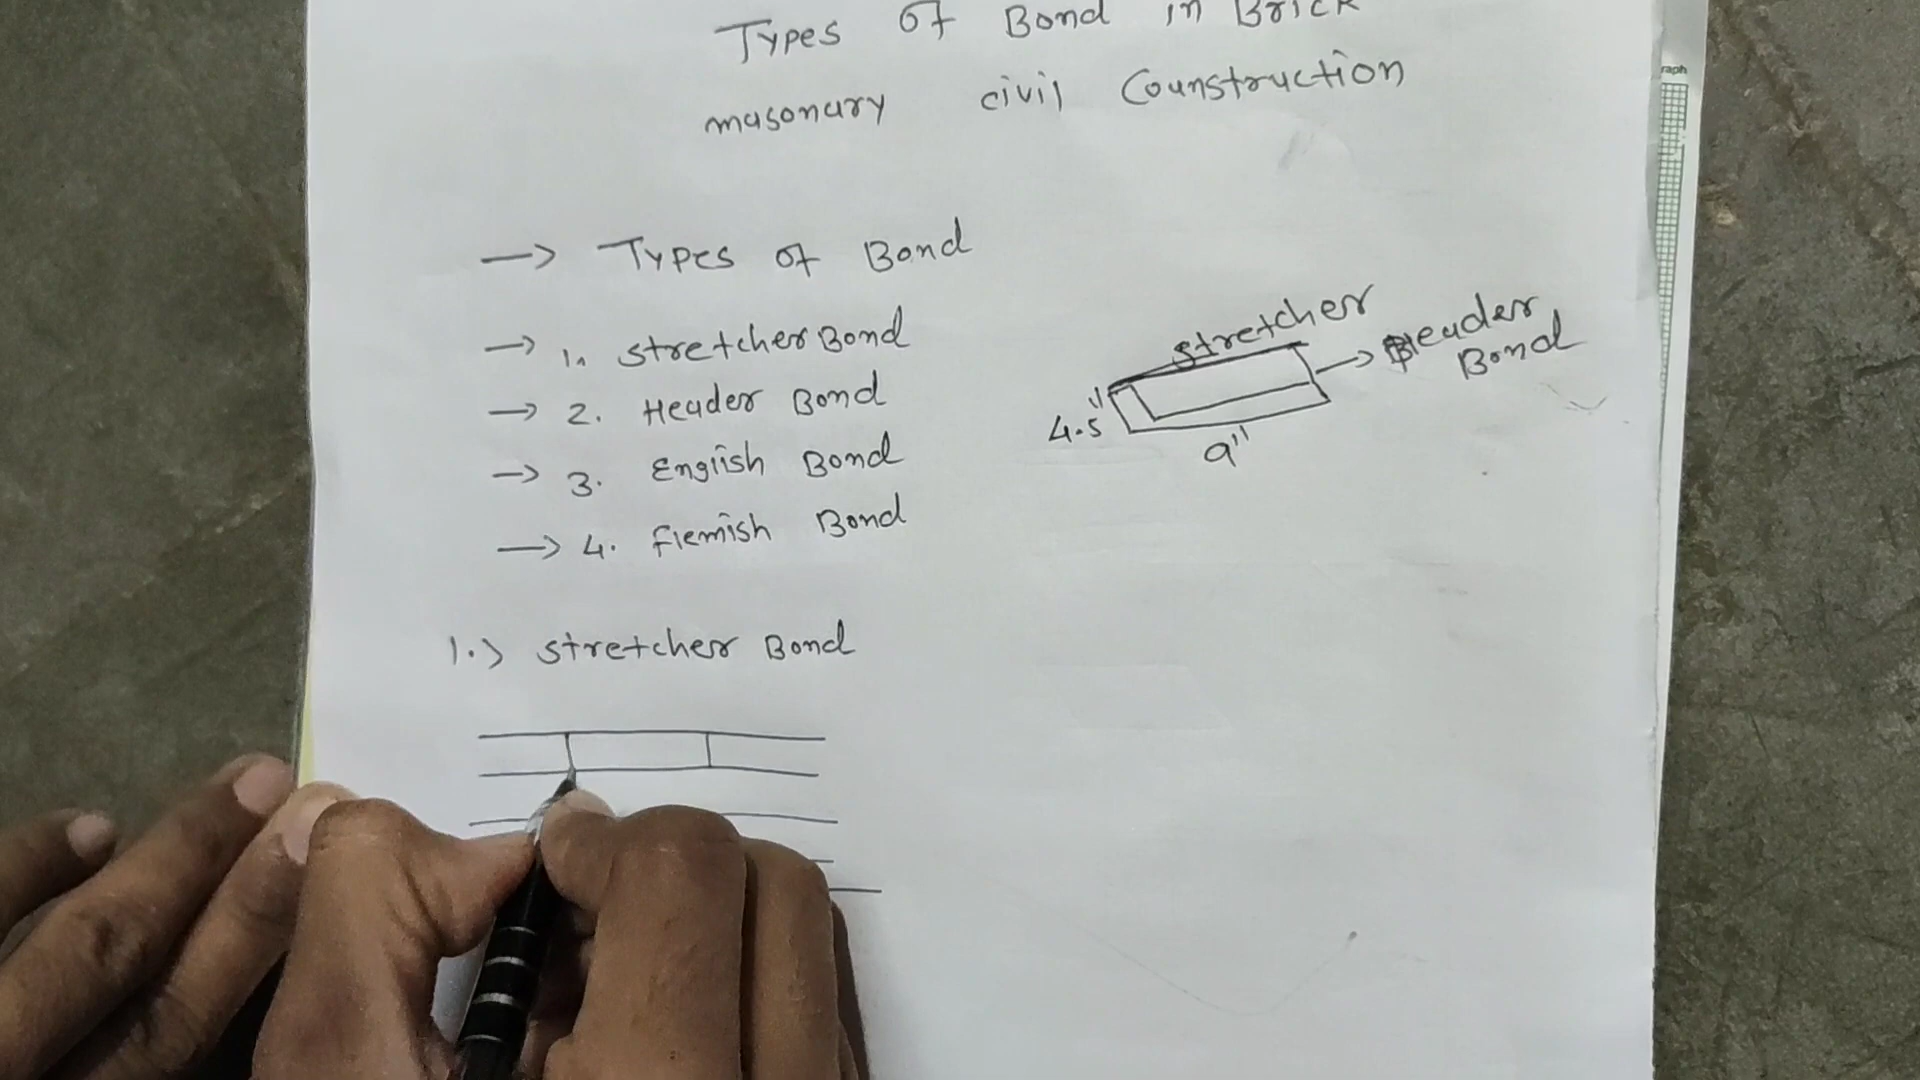 Types of Bond in Brick
masonary civil Counstruction
→ Types of Bond
→ 1. stretcher Bond
→ 2. Header Bond
→ 3. English Bond
→ 4. flemish Bond
stretcher
→ Header
Bond
4.5"
9"
1.> stretcher Bond
raph